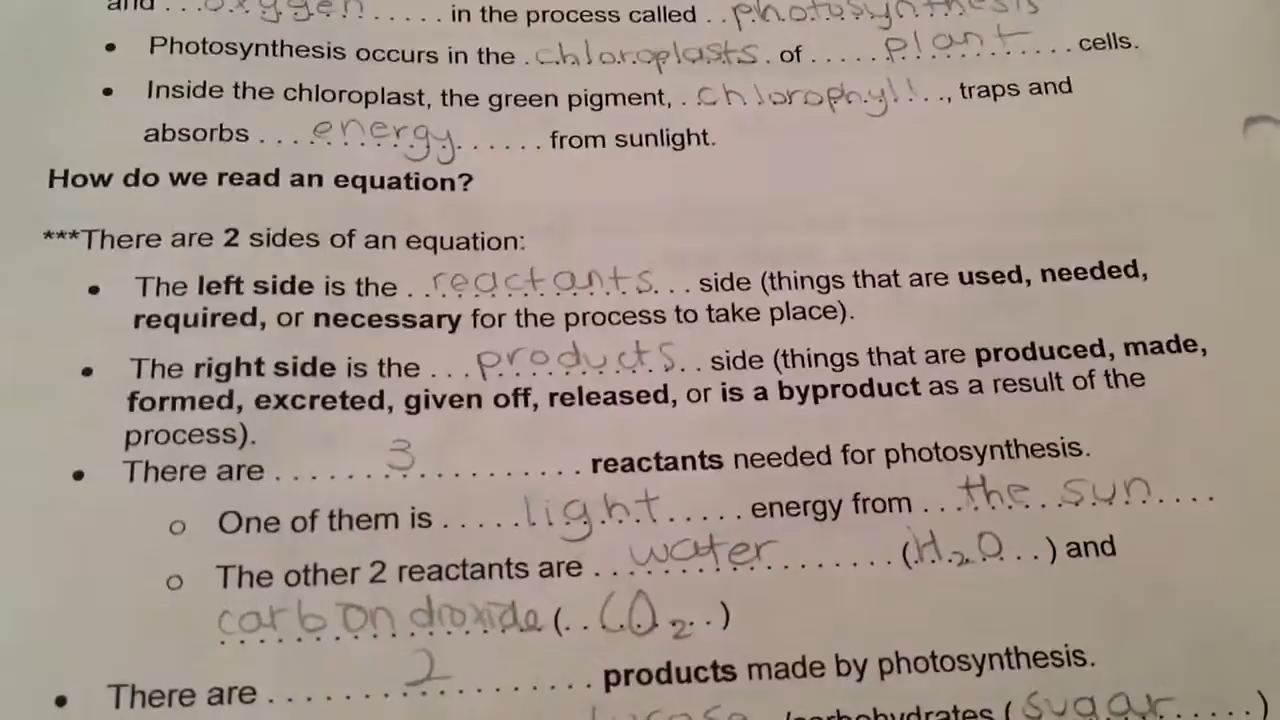 and . . . oxygen . . . . . . in the process called . . photosynthesis
• Photosynthesis occurs in the . chloroplasts . of . . . . . . plant . . . . cells.
• Inside the chloroplast, the green pigment, . chlorophyll . . , traps and
absorbs . . . energy . . . . . . from sunlight.
How do we read an equation?
***There are 2 sides of an equation:
• The left side is the . . reactants . . . side (things that are used, needed,
required, or necessary for the process to take place).
• The right side is the . . . products . . side (things that are produced, made,
formed, excreted, given off, released, or is a byproduct as a result of the
process).
• There are . . . . . . . 3 . . . . . . . . . . reactants needed for photosynthesis.
o One of them is . . . . . light . . . . . energy from . . . the sun . . . .
o The other 2 reactants are . . water . . . . . . . (H₂O . . .) and
carbon dioxide (. . CO₂ . .)
• There are . . . . . . . . 2 . . . . . . . . . products made by photosynthesis.
/carbohydrates (sugar . . . . .)